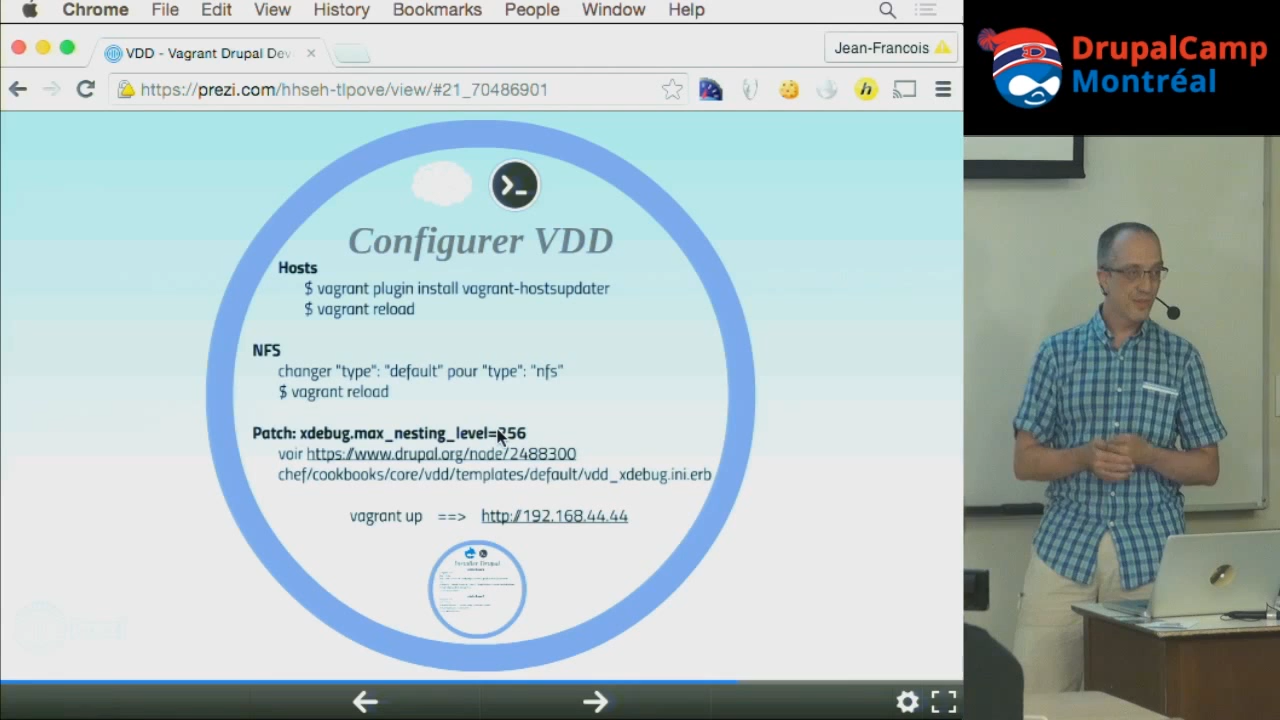 Chrome File Edit View History Bookmarks People Window Help
DrupalCamp
Montréal
VDD - Vagrant Drupal Dev
Jean-Francois
https://prezi.com/hhseh-tlpove/view/#21_70486901
h
Configurer VDD
Hosts
$ vagrant plugin install vagrant-hostsupdater
$ vagrant reload
NFS
changer "type": "default" pour "type": "nfs"
$ vagrant reload
Patch: xdebug.max_nesting_level=256
voir https://www.drupal.org/node/2488300
chef/cookbooks/core/vdd/templates/default/vdd_xdebug.ini.erb
vagrant up ==> http://192.168.44.44